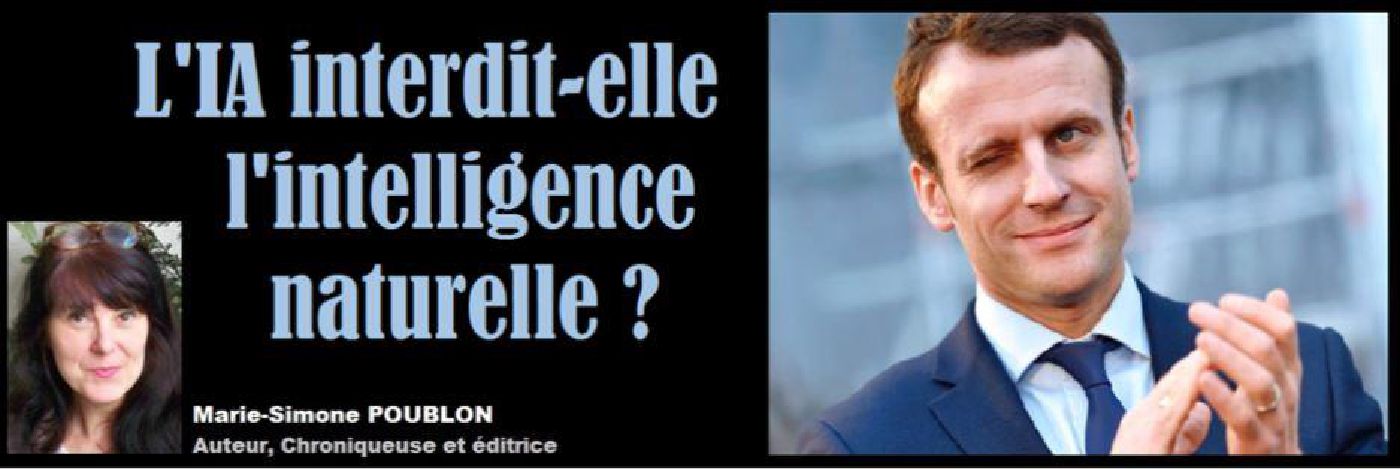 L'IA interdit-elle
l'intelligence
naturelle ?
Marie-Simone POUBLON
Auteur, Chroniqueuse et éditrice